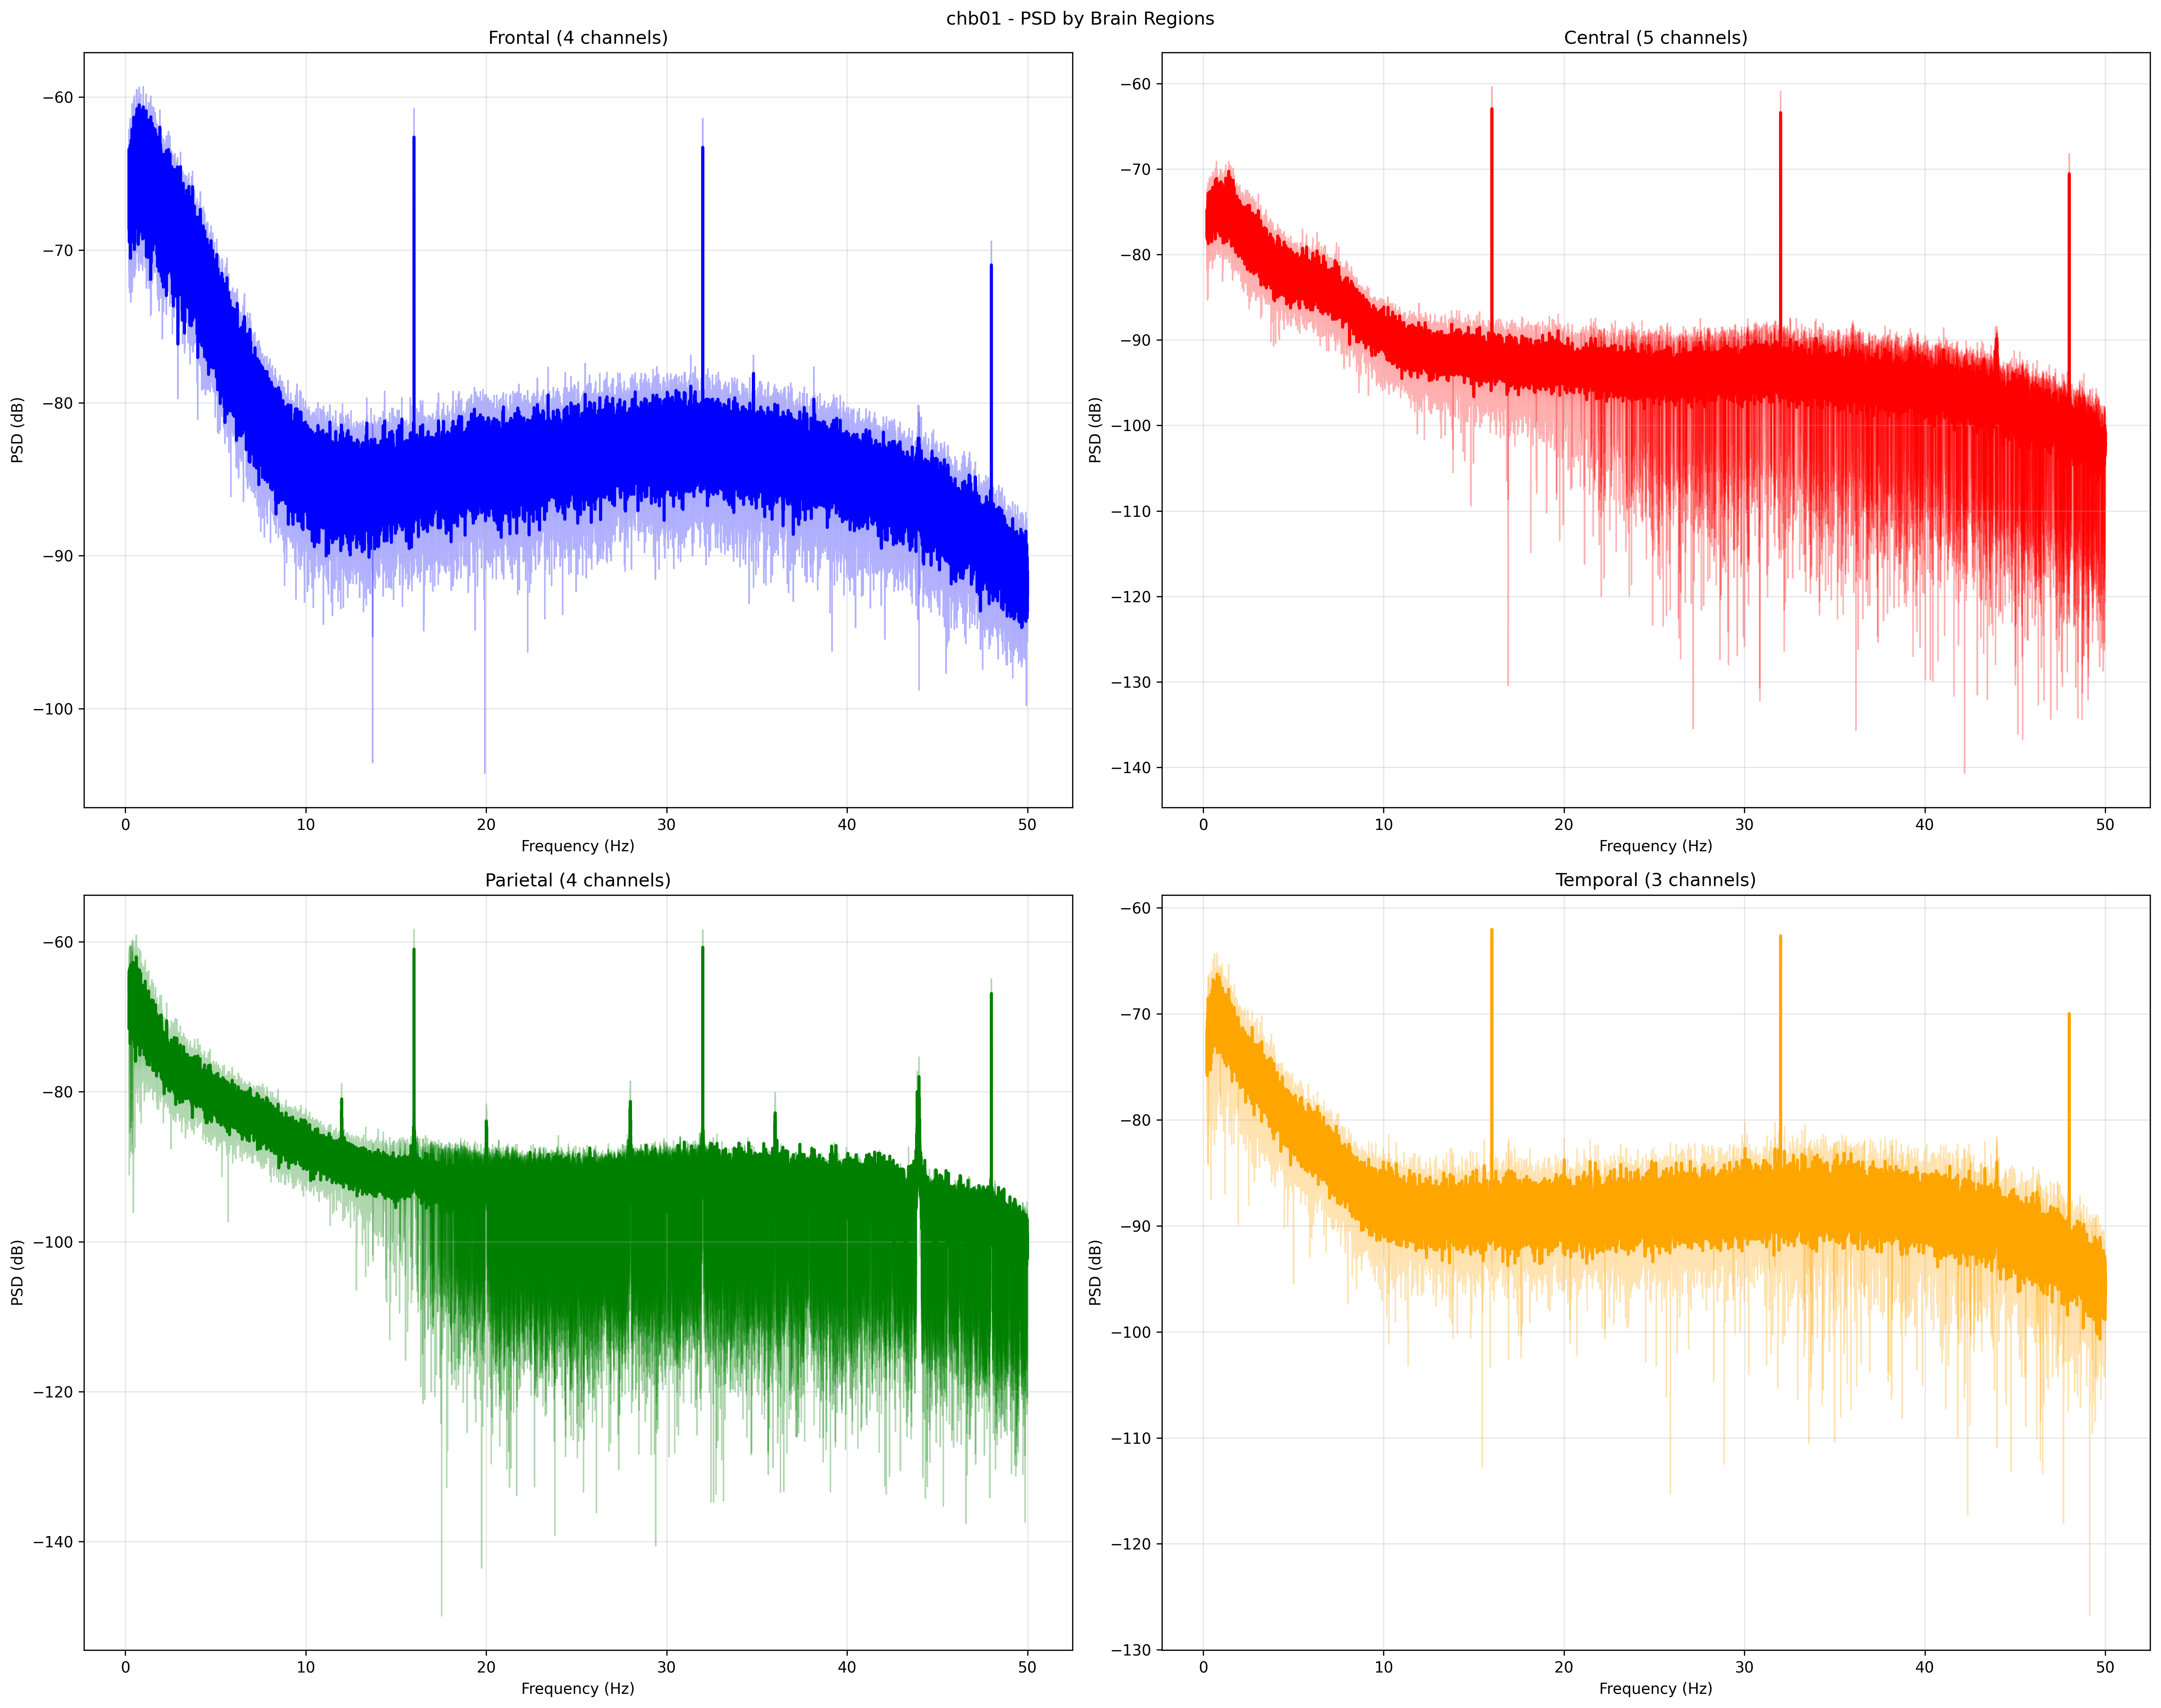 chb01 - PSD by Brain Regions
Frontal (4 channels)
−60
−70
−80
−90
−100
PSD (dB)
0 10 20 30 40 50
Frequency (Hz)
Central (5 channels)
−60
−70
−80
−90
−100
−110
−120
−130
−140
PSD (dB)
0 10 20 30 40 50
Frequency (Hz)
Parietal (4 channels)
−60
−80
−100
−120
−140
PSD (dB)
0 10 20 30 40 50
Frequency (Hz)
Temporal (3 channels)
−60
−70
−80
−90
−100
−110
−120
−130
PSD (dB)
0 10 20 30 40 50
Frequency (Hz)